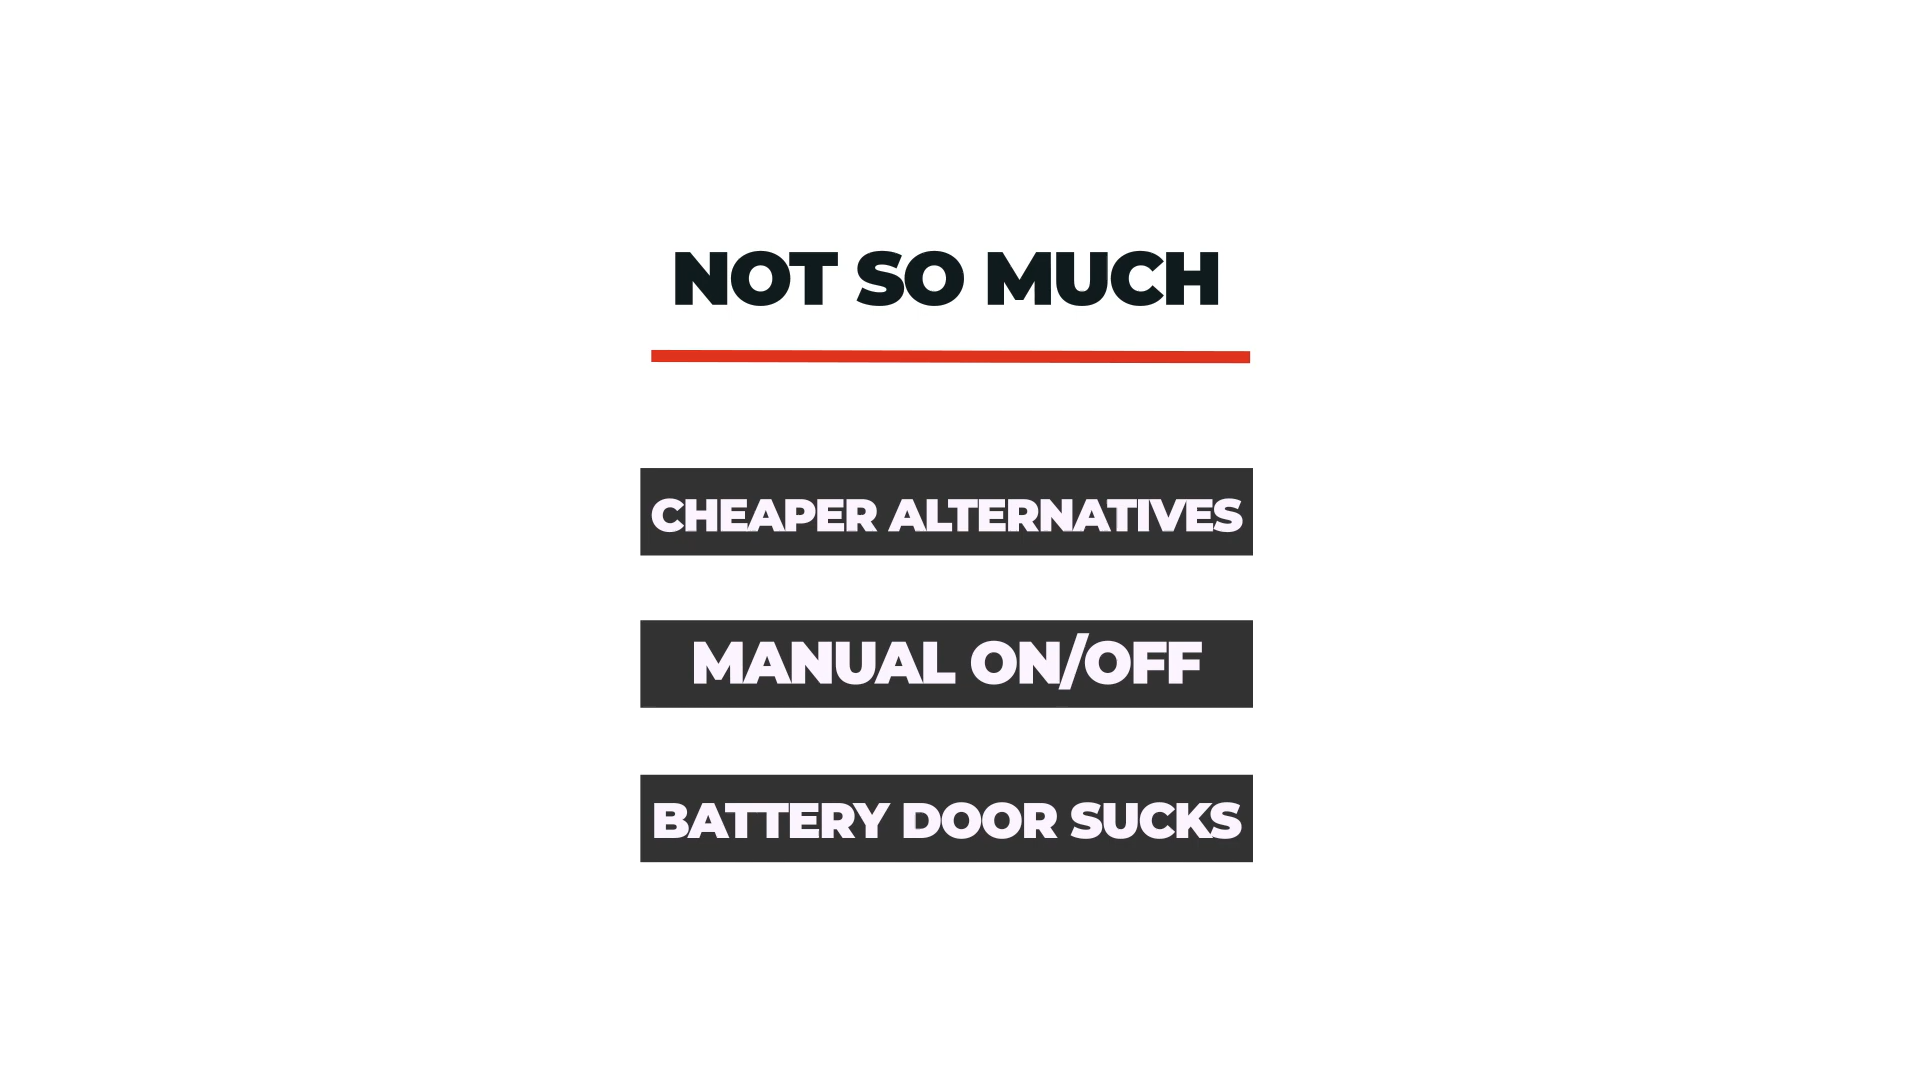 NOT SO MUCH
CHEAPER ALTERNATIVES
MANUAL ON/OFF
BATTERY DOOR SUCKS